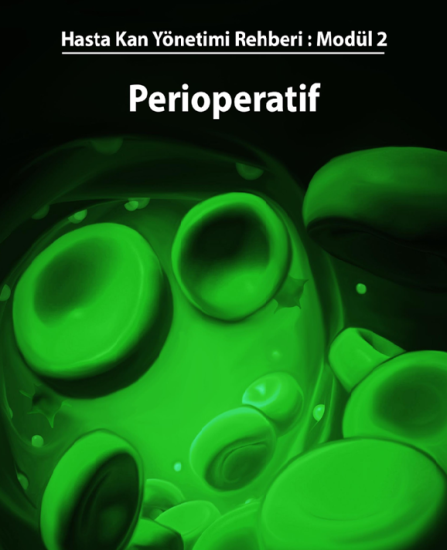 Hasta Kan Yönetimi Rehberi : Modül 2
Perioperatif